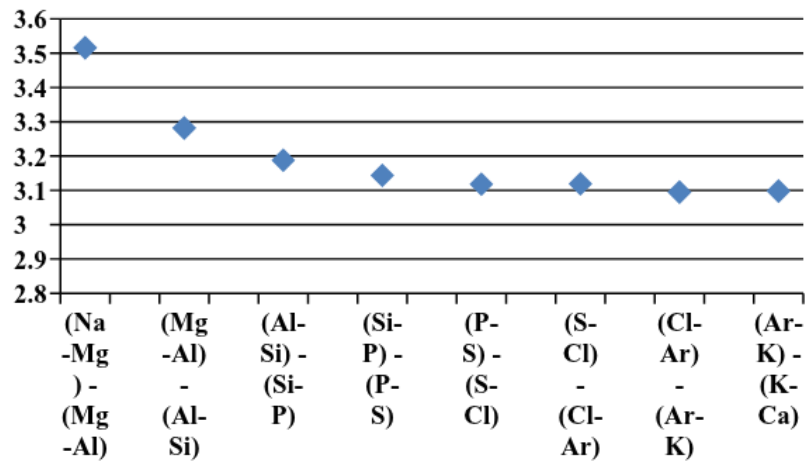 3.6
3.5
3.4
3.3
3.2
3.1
3
2.9
2.8
(Na
-Mg
) -
(Mg
-Al)
(Mg
-Al)
-
(Al-
Si)
(Al-
Si) -
(Si-
P)
(Si-
P) -
(P-
S)
(P-
S) -
(S-
Cl)
(S-
Cl)
-
(Cl-
Ar)
(Cl-
Ar)
-
(Ar-
K)
(Ar-
K) -
(K-
Ca)